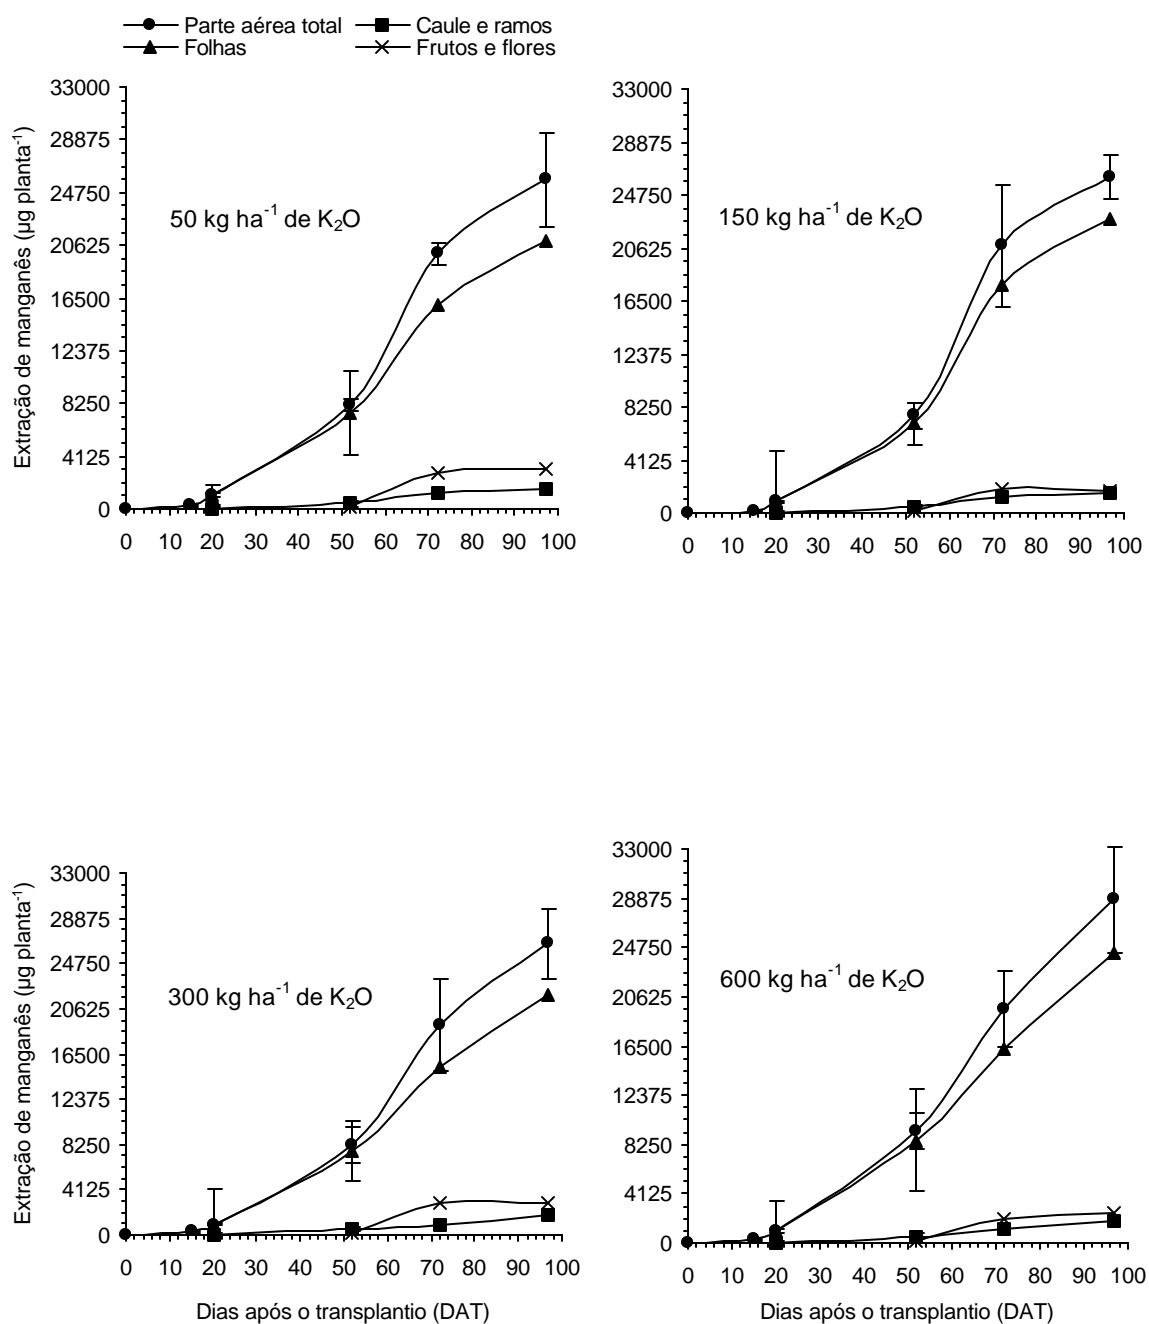 Parte aérea total
Caule e ramos
Folhas
Frutos e flores
Extração de manganês (µg planta⁻¹)
33000
28875
24750
20625
16500
12375
8250
4125
0
50 kg ha⁻¹ de K₂O
0 10 20 30 40 50 60 70 80 90 100
33000
28875
24750
20625
16500
12375
8250
4125
0
150 kg ha⁻¹ de K₂O
0 10 20 30 40 50 60 70 80 90 100
Extração de manganês (µg planta⁻¹)
33000
28875
24750
20625
16500
12375
8250
4125
0
300 kg ha⁻¹ de K₂O
0 10 20 30 40 50 60 70 80 90 100
Dias após o transplantio (DAT)
33000
28875
24750
20625
16500
12375
8250
4125
0
600 kg ha⁻¹ de K₂O
0 10 20 30 40 50 60 70 80 90 100
Dias após o transplantio (DAT)